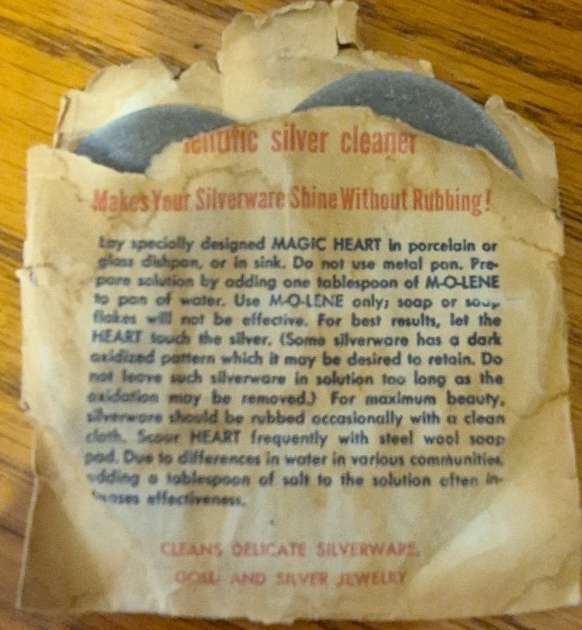 silver cleaner
Makes Your Silverware Shine Without Rubbing!
Lay specially designed MAGIC HEART in porcelain or
glass dishpan, or in sink. Do not use metal pan. Pre-
pare solution by adding one tablespoon of M-O-LENE
to pan of water. Use M-O-LENE only; soap or soap
flakes will not be effective. For best results, let the
HEART touch the silver. (Some silverware has a dark
oxidized pattern which it may be desired to retain. Do
not leave such silverware in solution too long as the
oxidation may be removed.) For maximum beauty,
silverware should be rubbed occasionally with a clean
cloth. Scour HEART frequently with steel wool soap
pad. Due to differences in water in various communities,
adding a tablespoon of salt to the solution often in-
creases effectiveness.
CLEANS DELICATE SILVERWARE,
GOLD AND SILVER JEWELRY